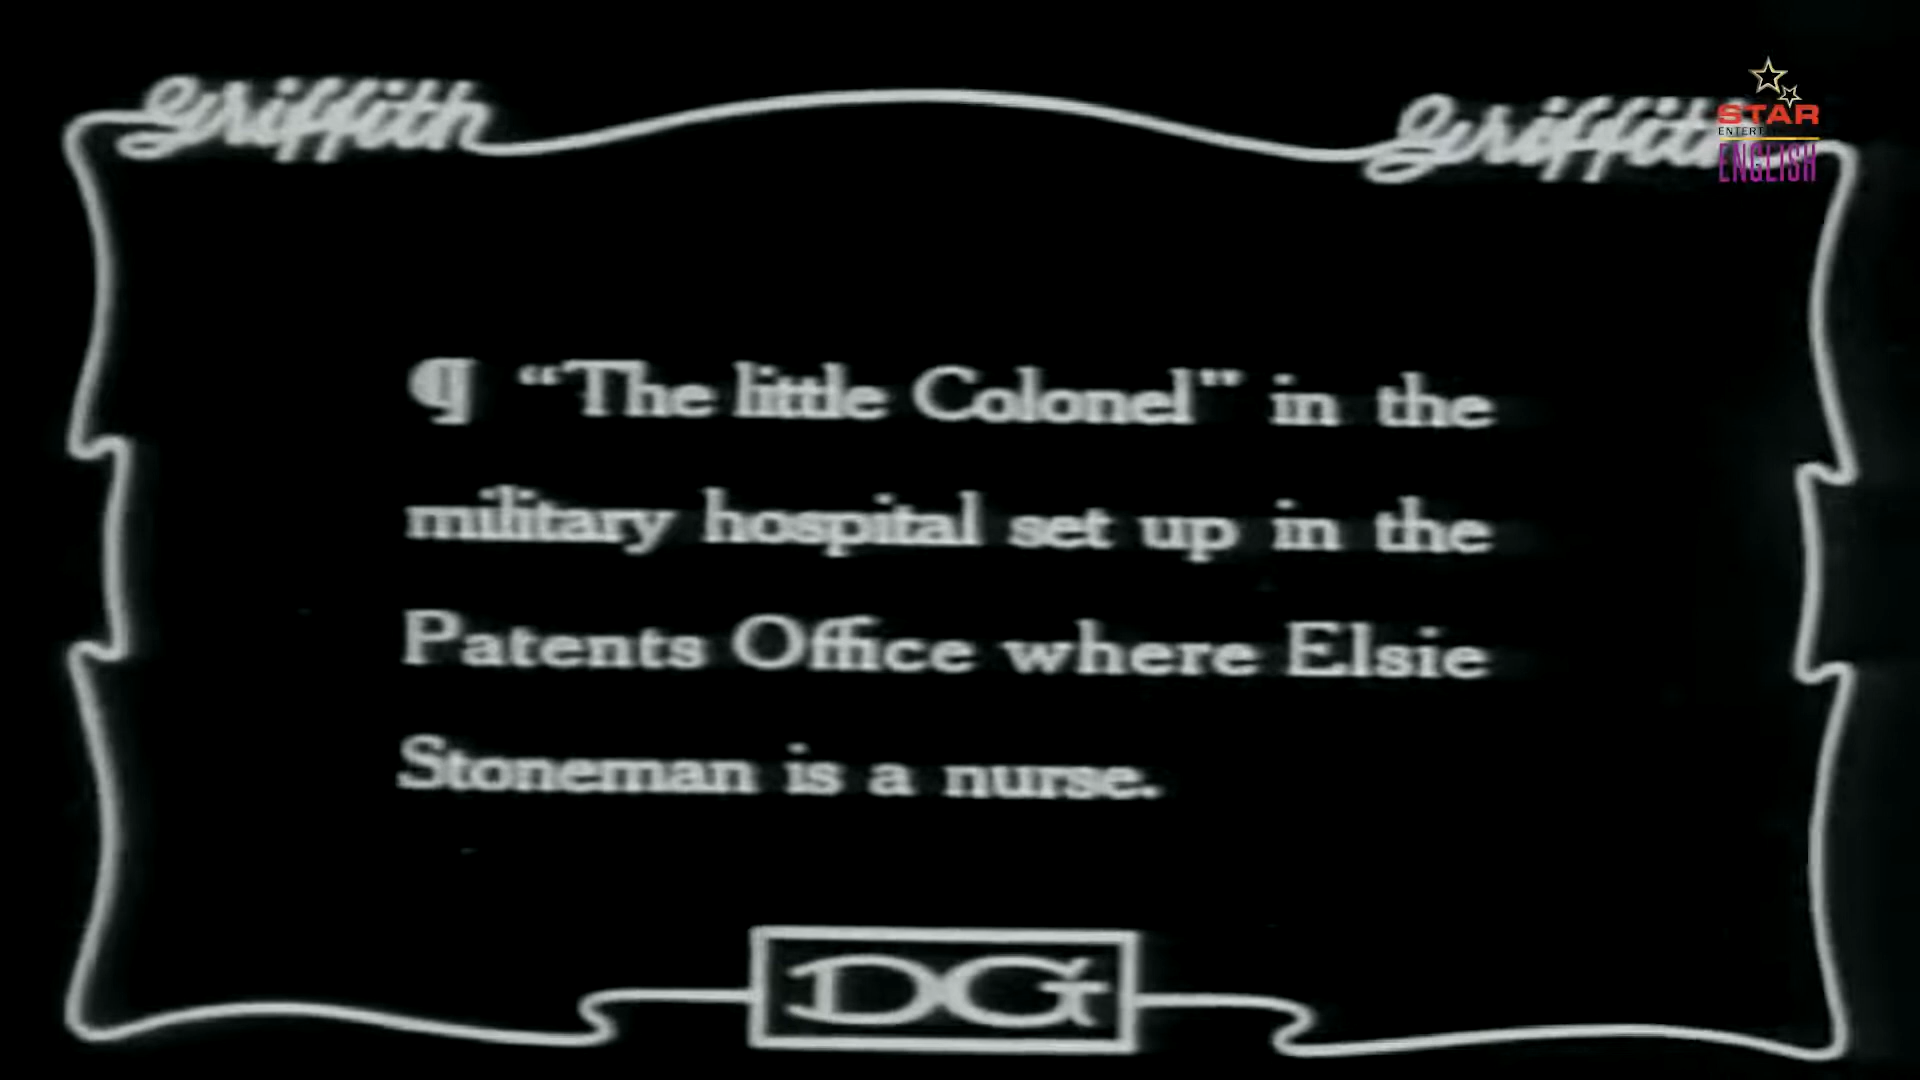 Griffith Griffith
STAR
ENGLISH
¶ “The little Colonel” in the
military hospital set up in the
Patents Office where Elsie
Stoneman is a nurse.
DG